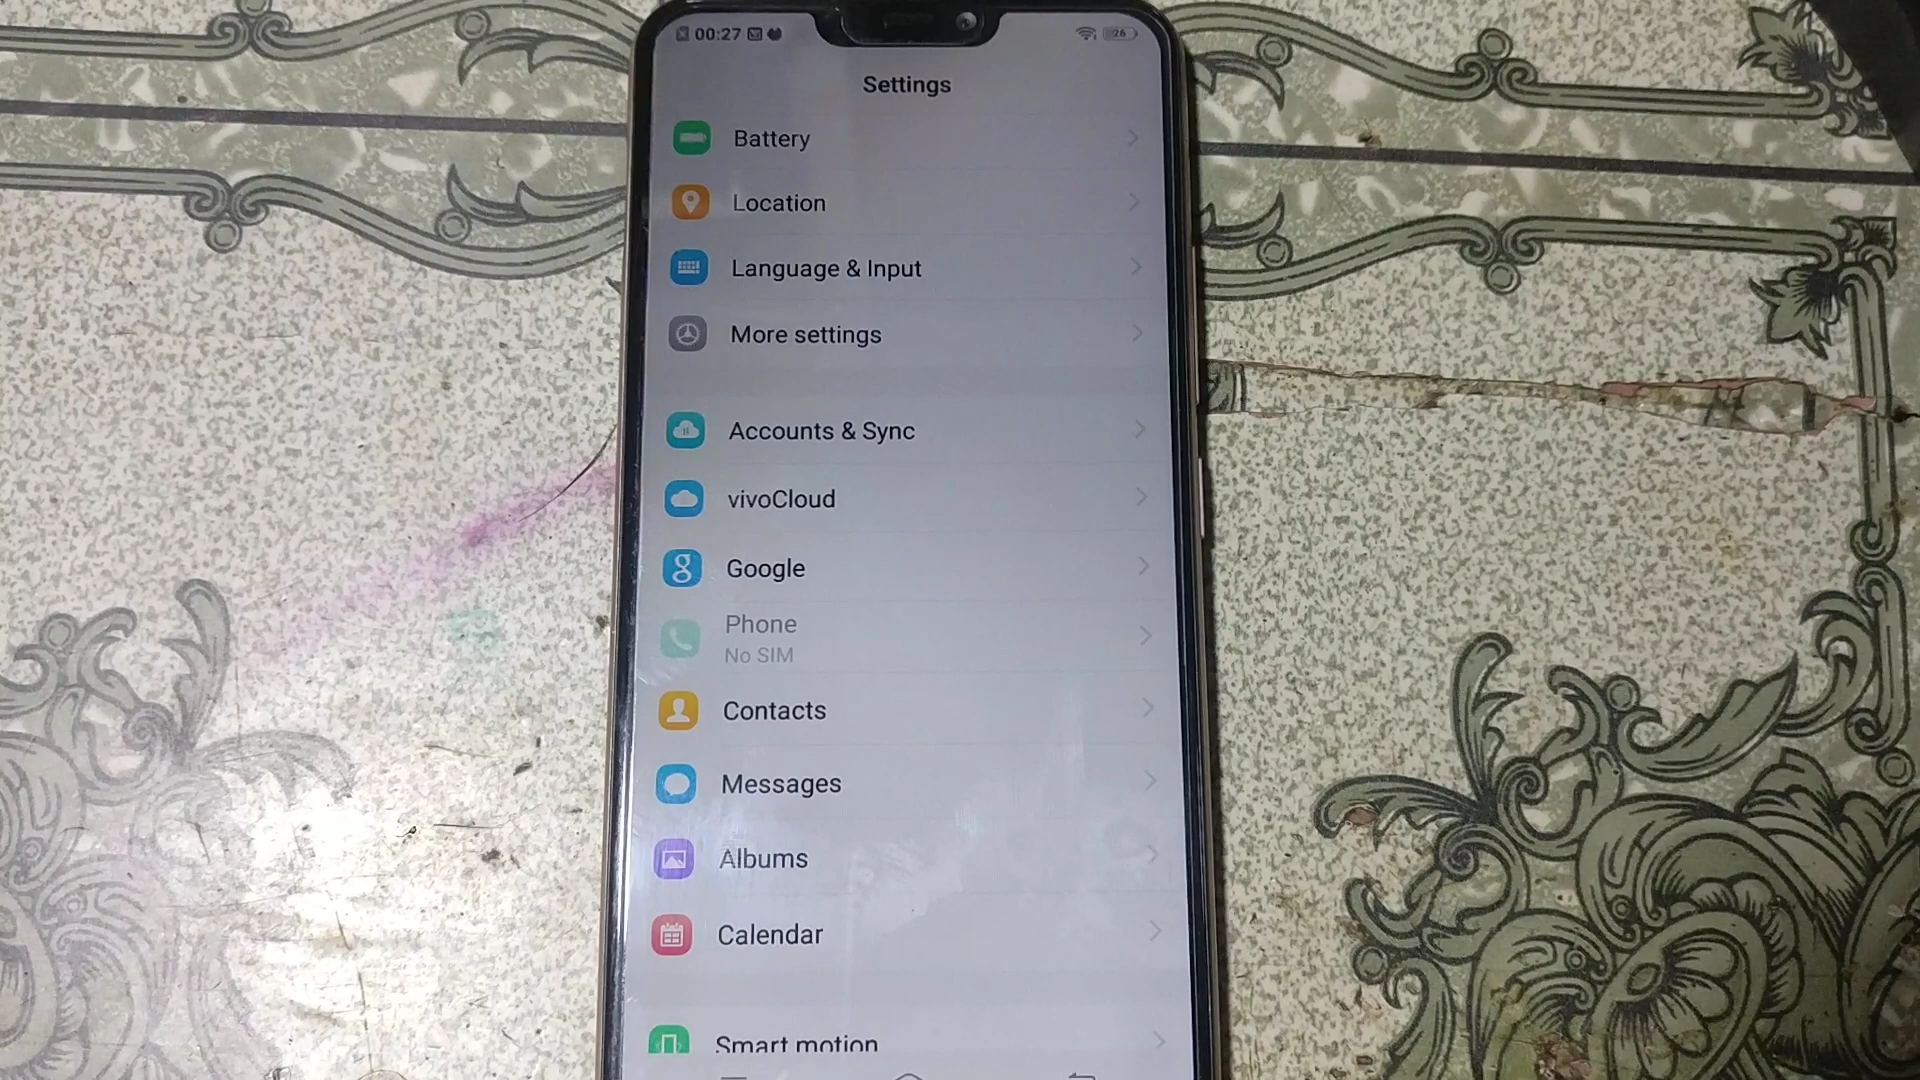 00:27
26
Settings
Battery
Location
Language & Input
More settings
Accounts & Sync
vivoCloud
Google
Phone
No SIM
Contacts
Messages
Albums
Calendar
Smart motion